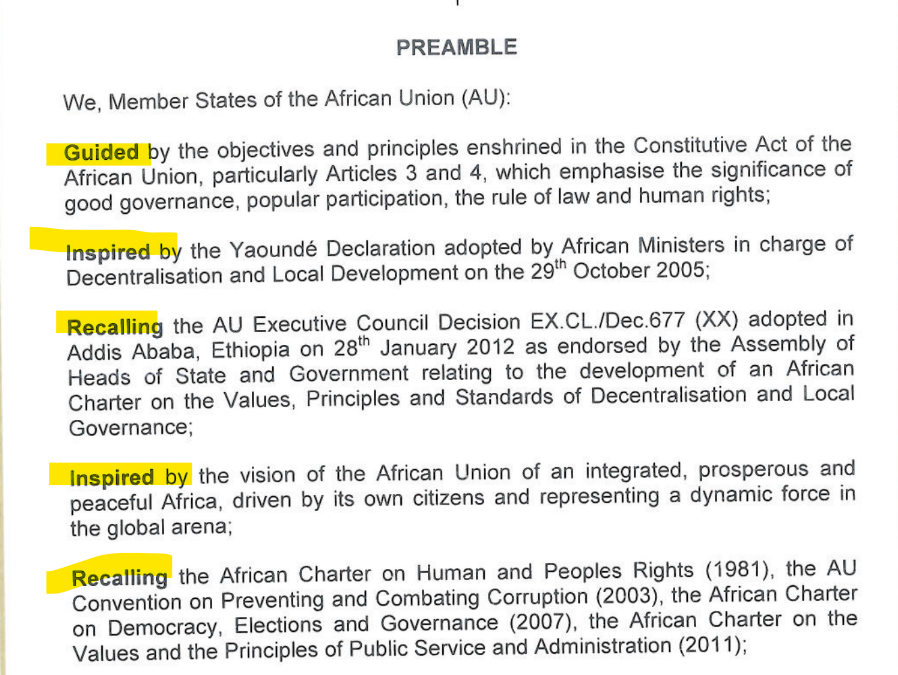 PREAMBLE
We, Member States of the African Union (AU):
Guided by the objectives and principles enshrined in the Constitutive Act of the
African Union, particularly Articles 3 and 4, which emphasise the significance of
good governance, popular participation, the rule of law and human rights;
Inspired by the Yaoundé Declaration adopted by African Ministers in charge of
Decentralisation and Local Development on the 29th October 2005;
Recalling the AU Executive Council Decision EX.CL./Dec.677 (XX) adopted in
Addis Ababa, Ethiopia on 28th January 2012 as endorsed by the Assembly of
Heads of State and Government relating to the development of an African
Charter on the Values, Principles and Standards of Decentralisation and Local
Governance;
Inspired by the vision of the African Union of an integrated, prosperous and
peaceful Africa, driven by its own citizens and representing a dynamic force in
the global arena;
Recalling the African Charter on Human and Peoples Rights (1981), the AU
Convention on Preventing and Combating Corruption (2003), the African Charter
on Democracy, Elections and Governance (2007), the African Charter on the
Values and the Principles of Public Service and Administration (2011);